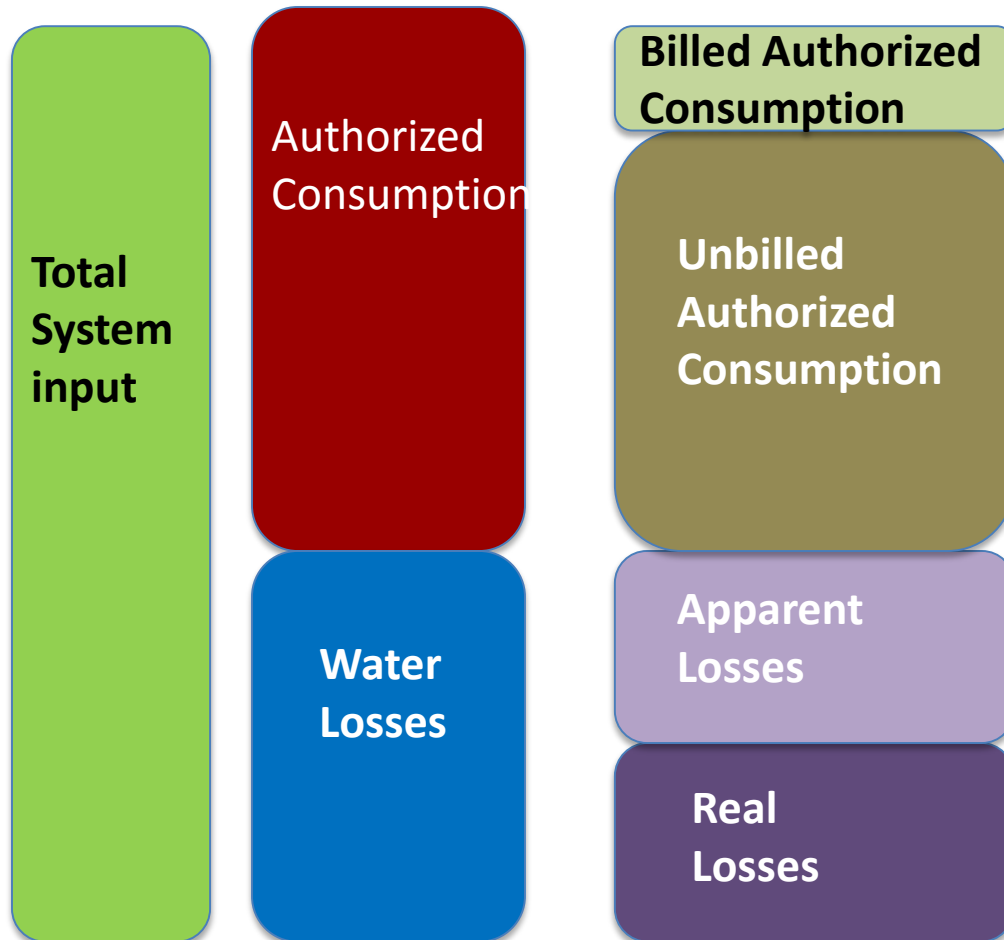 Total
System
input
Authorized
Consumption
Water
Losses
Billed Authorized
Consumption
Unbilled
Authorized
Consumption
Apparent
Losses
Real
Losses